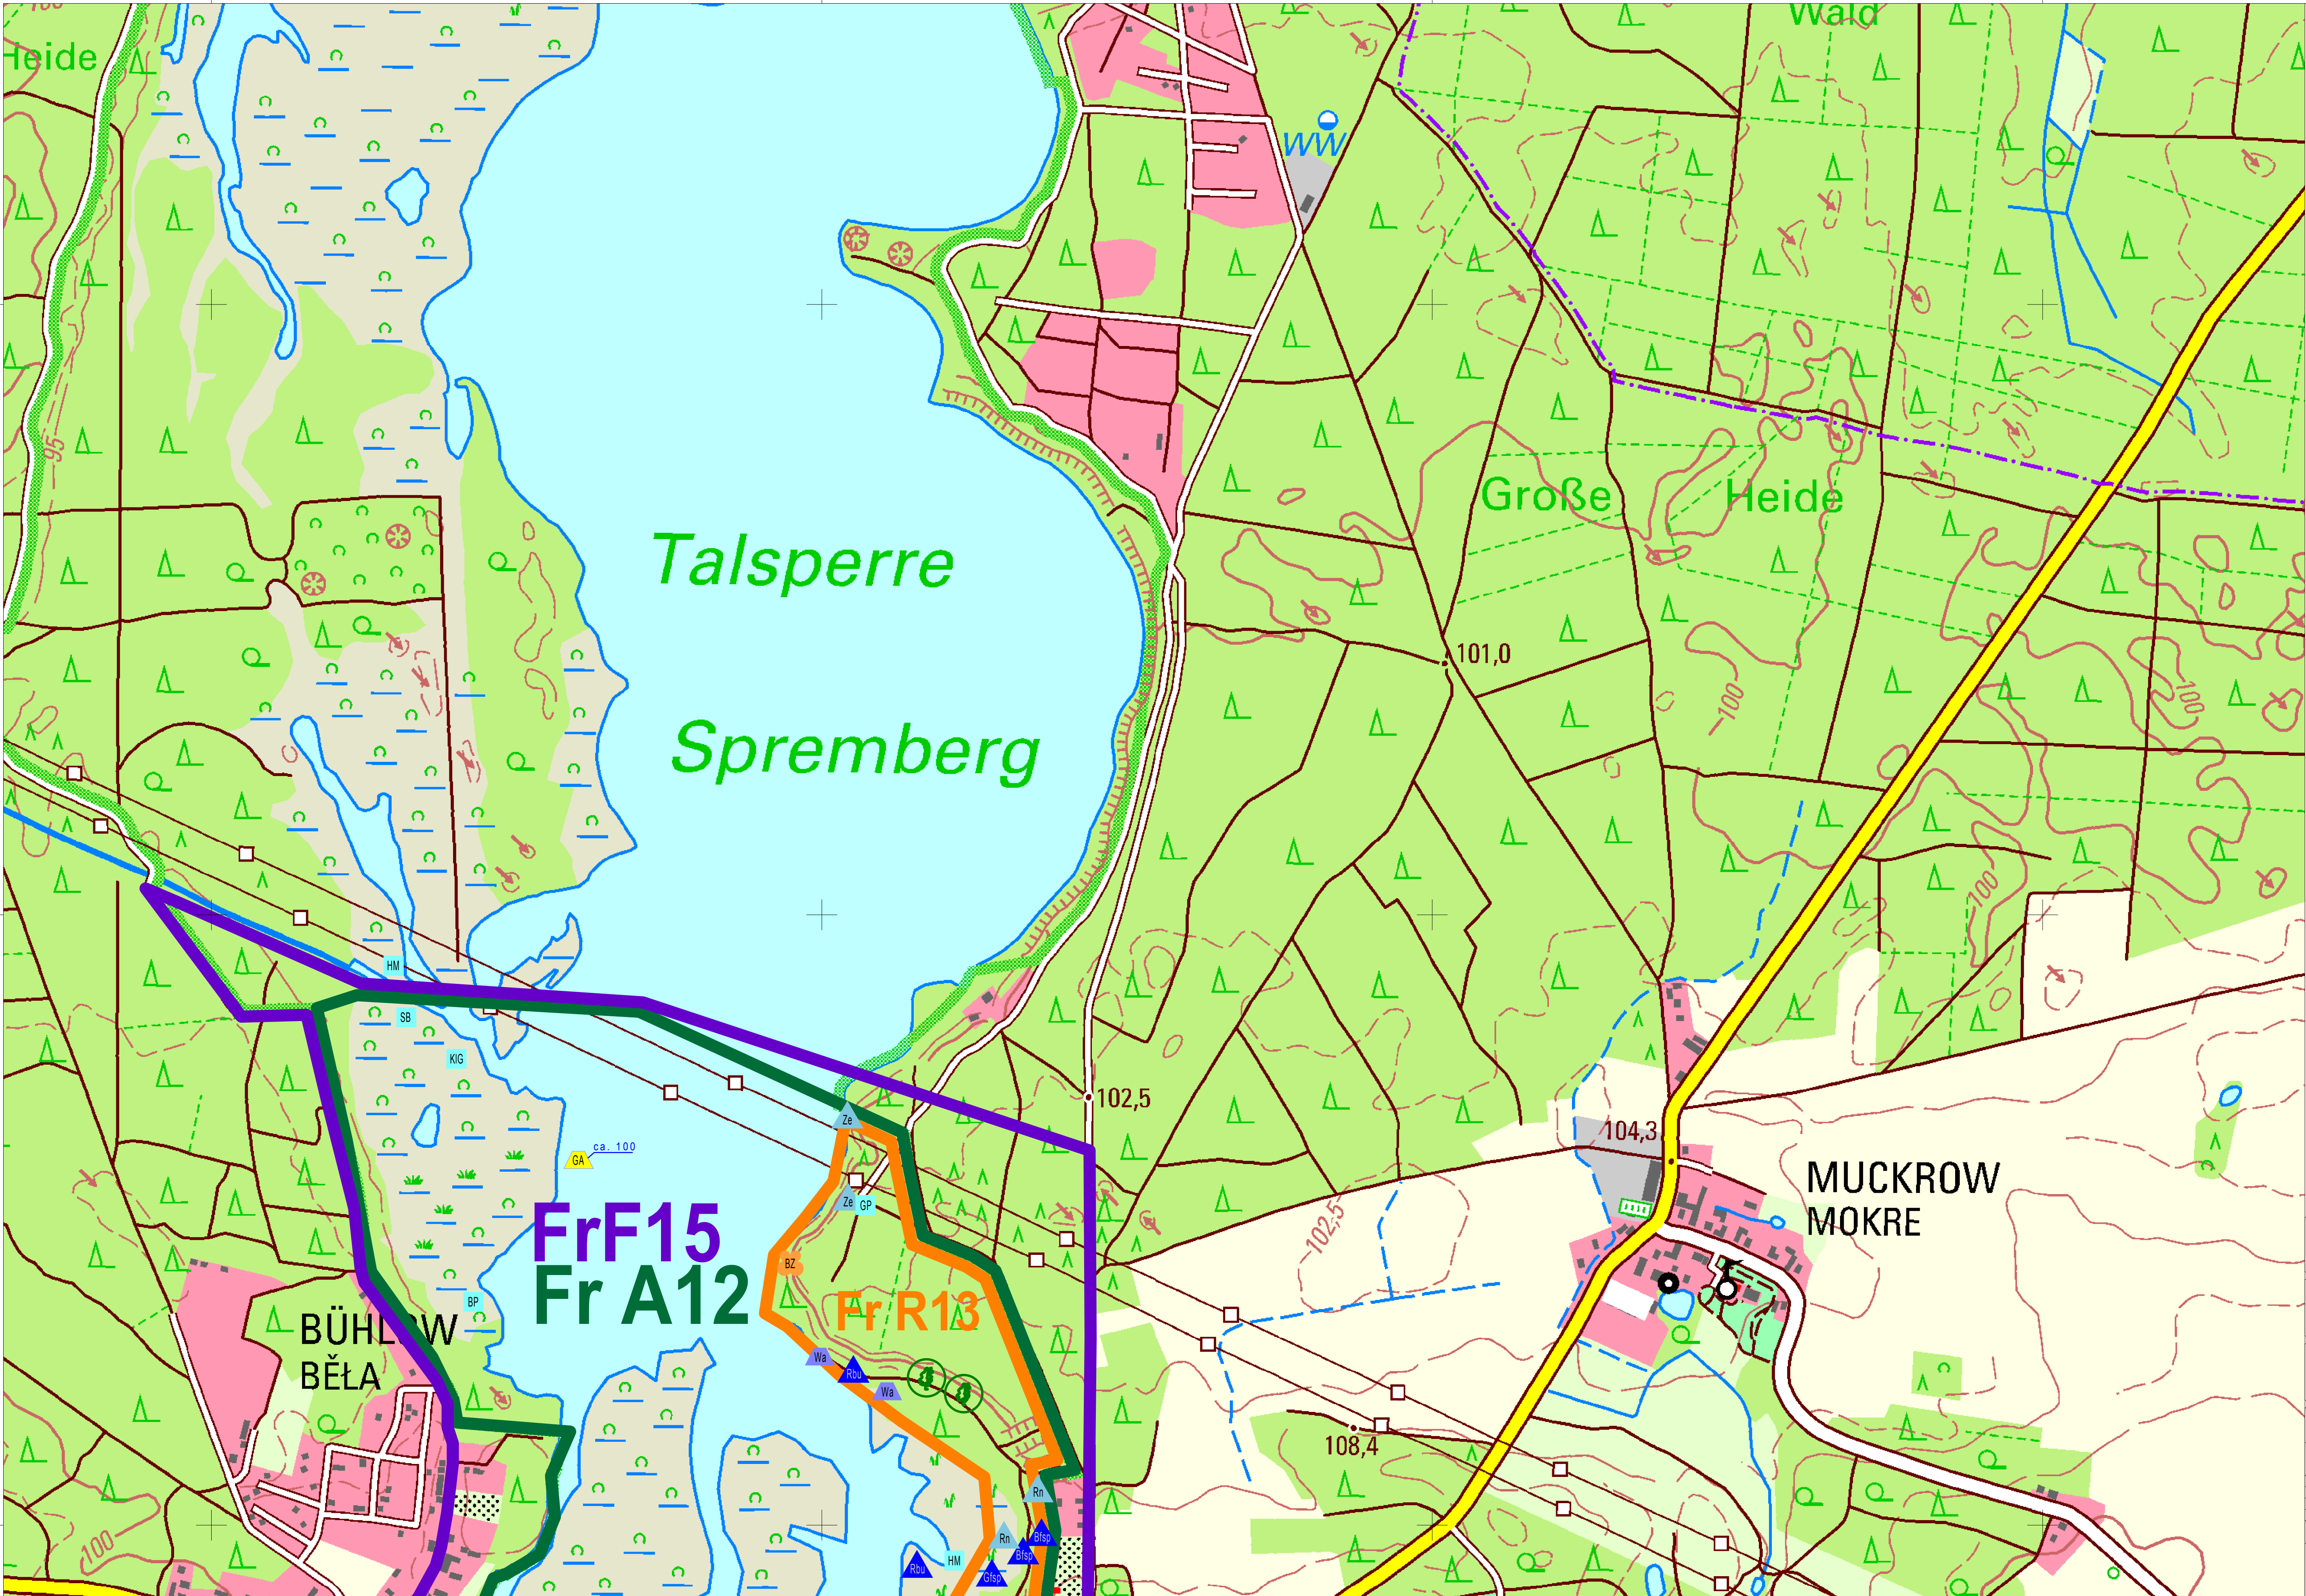 Wald
Heide
100
WW
95
Große Heide
Talsperre
101,0
100
100
Spremberg
100
HM
SB
KIG
102,5
Ze
104,3
ca. 100
GA
MUCKROW
MOKRE
Ze
GP
102,5
FrF15
BZ
Fr A12
BP
Fr R13
BÜHLOW
BĚŁA
Wa
Rbu
Wa
108,4
Rn
Rn
Bfsp
Bfsp
HM
Rbu
Gfsp
100